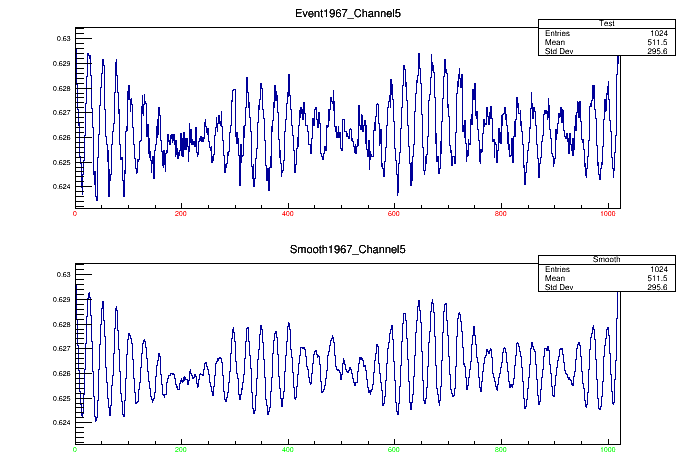 Event1967_Channel5
Test
Entries 1024
Mean 511.5
Std Dev 295.6
0.63
0.629
0.628
0.627
0.626
0.625
0.624
0 200 400 600 800 1000
Smooth1967_Channel5
Smooth
Entries 1024
Mean 511.5
Std Dev 295.6
0.63
0.629
0.628
0.627
0.626
0.625
0.624
0 200 400 600 800 1000